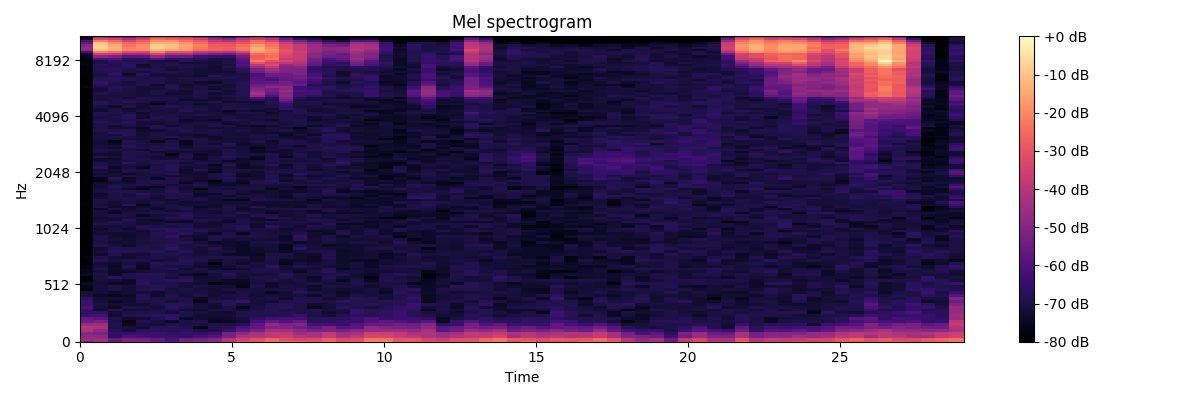 Mel spectrogram
+0 dB
8192
-10 dB
4096
-20 dB
-30 dB
2048
Hz
-40 dB
1024
-50 dB
-60 dB
512
-70 dB
0
-80 dB
0 5 10 15 20 25
Time